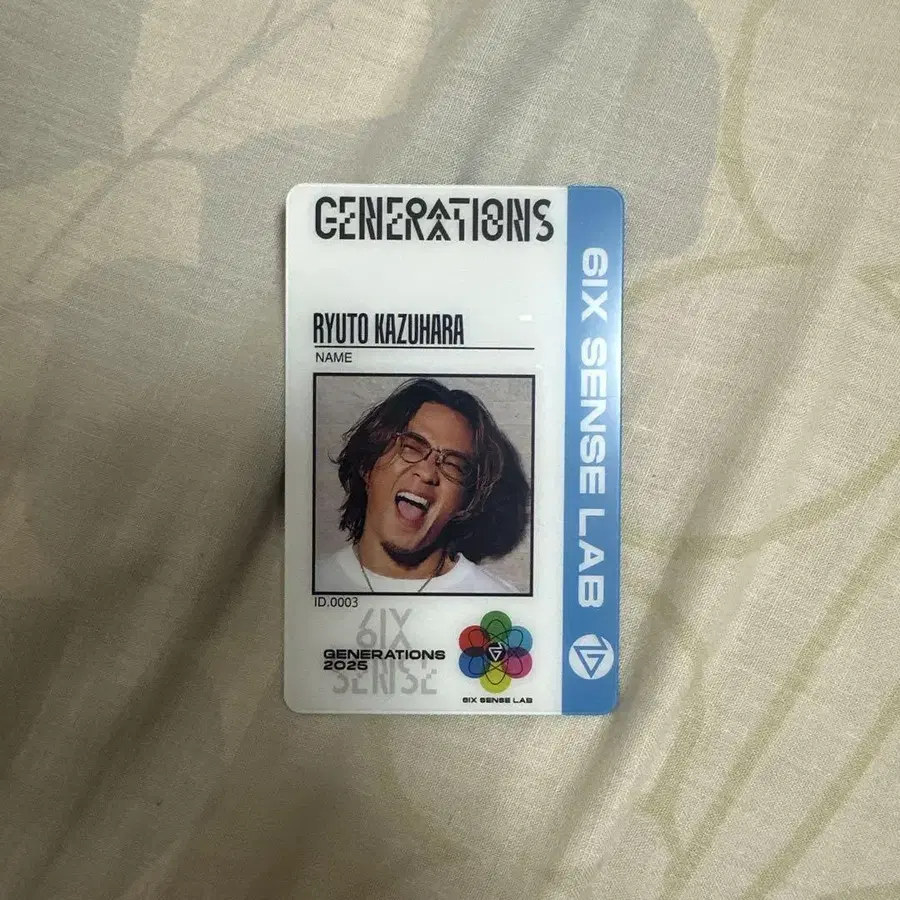 GENERATIONS
RYUTO KAZUHARA
NAME
ID.0003
6IX
GENERATIONS
2025
SENSE
6IX SENSE LAB
6IX SENSE LAB